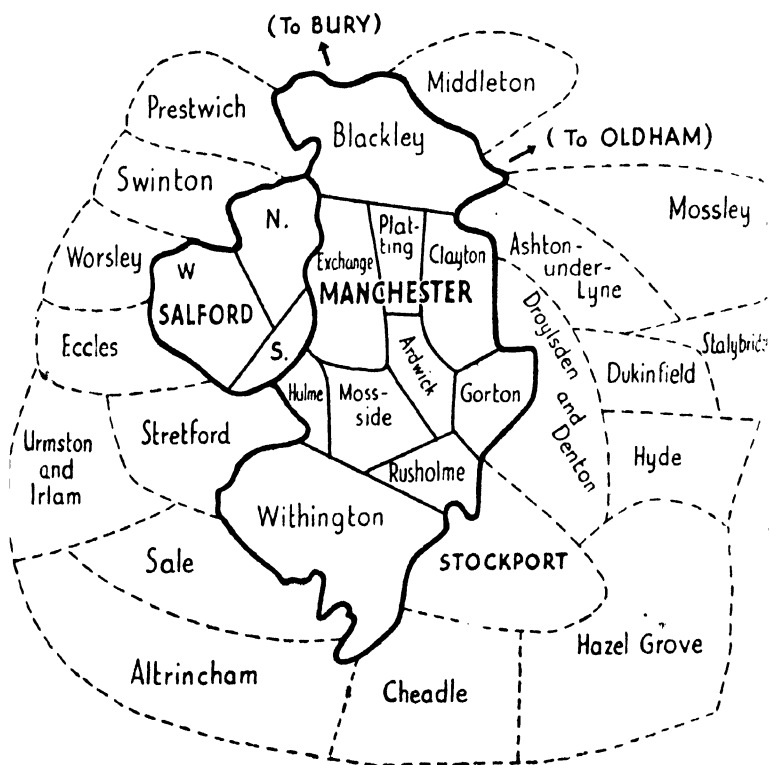 (To BURY)
Middleton
Prestwich
Blackley
(To OLDHAM)
Swinton
N.
Mossley
Plat-
ting
Ashton-
under-
Lyne
Worsley
W
Exchange
Clayton
SALFORD
MANCHESTER
Droylsden and Denton
Eccles
S.
Ardwick
Dukinfield
Hulme
Moss-
side
Gorton
Urmston
and
Irlam
Stretford
Rusholme
Hyde
Withington
Sale
STOCKPORT
Hazel Grove
Altrincham
Cheadle